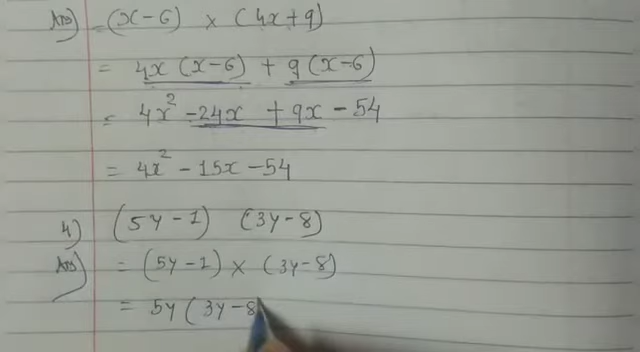 Ans) = (x-6) × (4x+9)
= 4x (x-6) + 9(x-6)
= 4x² - 24x + 9x - 54
= 4x² - 15x - 54
4) (5y-1) (3y-8)
Ans) = (5y-1) × (3y-8)
= 5y (3y-8